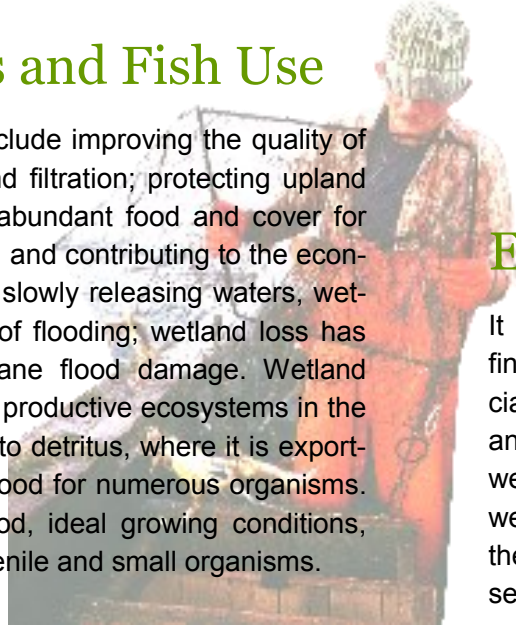 s and Fish Use
clude improving the quality of
nd filtration; protecting upland
abundant food and cover for
and contributing to the econ-
slowly releasing waters, wet-
of flooding; wetland loss has
ane flood damage. Wetland
productive ecosystems in the
to detritus, where it is export-
ood for numerous organisms.
od, ideal growing conditions,
enile and small organisms.
E
It
fin
cia
an
we
we
the
se